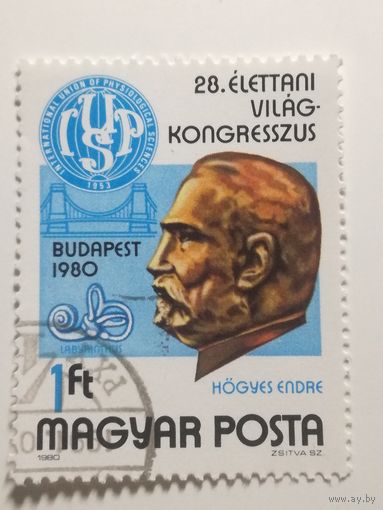 INTERNATIONAL UNION OF PHYSIOLOGICAL SCIENCES
IUPS
1953
28. ÉLETTANI
VILÁG-
KONGRESSZUS
BUDAPEST
1980
LABYRINTHUS
1Ft
HŐGYES ENDRE
MAGYAR POSTA
1980
ZSITVA SZ.
www.ay.by